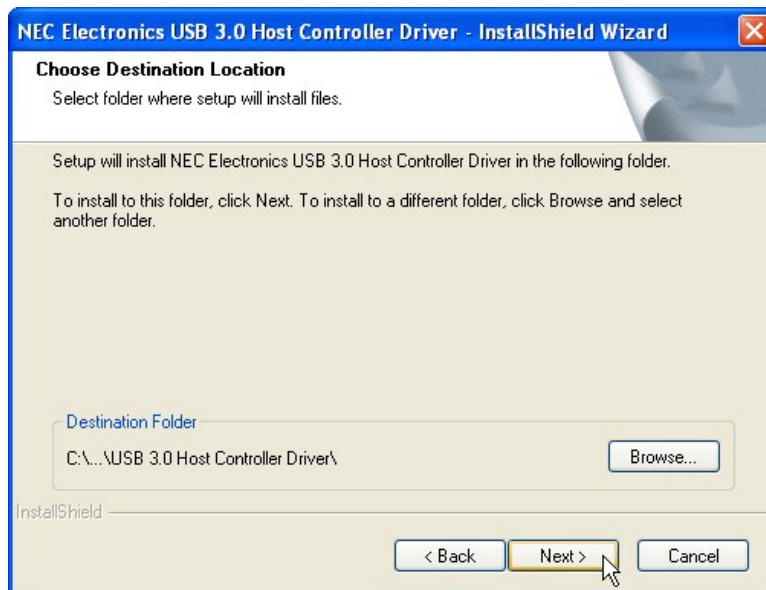 NEC Electronics USB 3.0 Host Controller Driver - InstallShield Wizard
Choose Destination Location
Select folder where setup will install files.
Setup will install NEC Electronics USB 3.0 Host Controller Driver in the following folder.
To install to this folder, click Next. To install to a different folder, click Browse and select
another folder.
Destination Folder
C:\...\USB 3.0 Host Controller Driver\
Browse...
InstallShield
< Back
Next >
Cancel